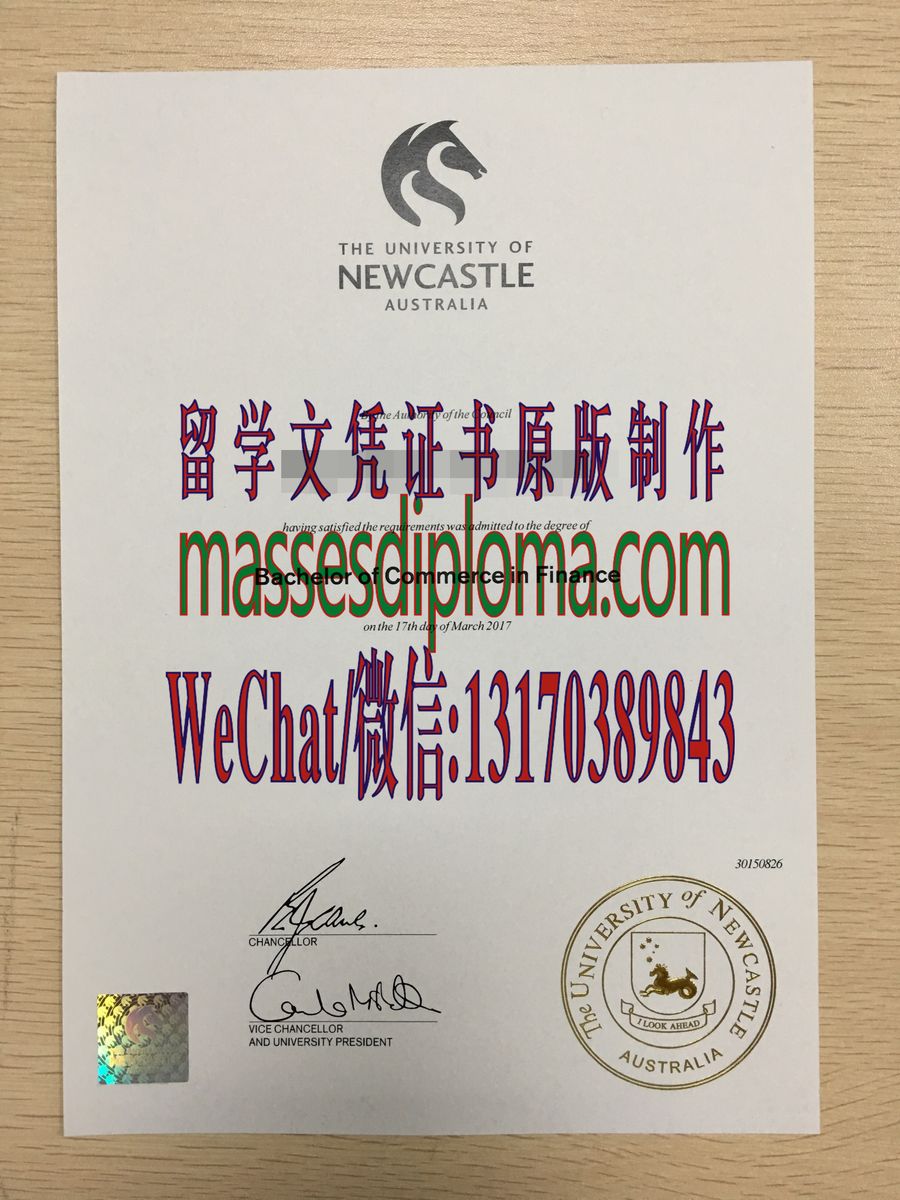 THE UNIVERSITY OF
NEWCASTLE
AUSTRALIA
By the Authority of the Council
留学文凭证书原版制作
having satisfied the requirements was admitted to the degree of
massesdiploma.com
Bachelor of Commerce in Finance
on the 17th day of March 2017
WeChat/微信:13170389843
30150826
CHANCELLOR
VICE CHANCELLOR
AND UNIVERSITY PRESIDENT
The UNIVERSITY of NEWCASTLE
I LOOK AHEAD
AUSTRALIA